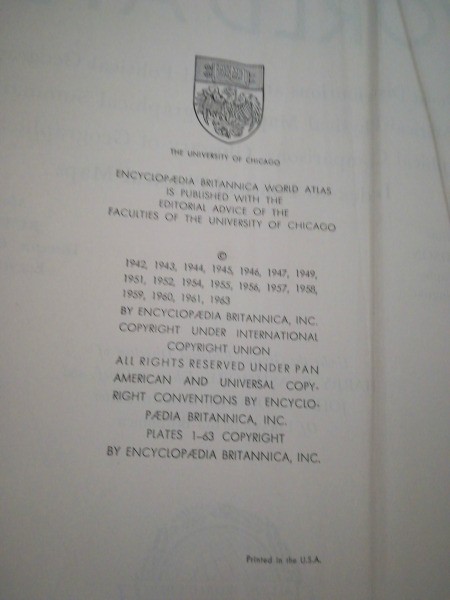 THE UNIVERSITY OF CHICAGO
ENCYCLOPÆDIA BRITANNICA WORLD ATLAS
IS PUBLISHED WITH THE
EDITORIAL ADVICE OF THE
FACULTIES OF THE UNIVERSITY OF CHICAGO
©
1942, 1943, 1944, 1945, 1946, 1947, 1949,
1951, 1952, 1954, 1955, 1956, 1957, 1958,
1959, 1960, 1961, 1963
BY ENCYCLOPÆDIA BRITANNICA, INC.
COPYRIGHT UNDER INTERNATIONAL
COPYRIGHT UNION
ALL RIGHTS RESERVED UNDER PAN
AMERICAN AND UNIVERSAL COPY-
RIGHT CONVENTIONS BY ENCYCLO-
PÆDIA BRITANNICA, INC.
PLATES 1–63 COPYRIGHT
BY ENCYCLOPÆDIA BRITANNICA, INC.
Printed in the U.S.A.